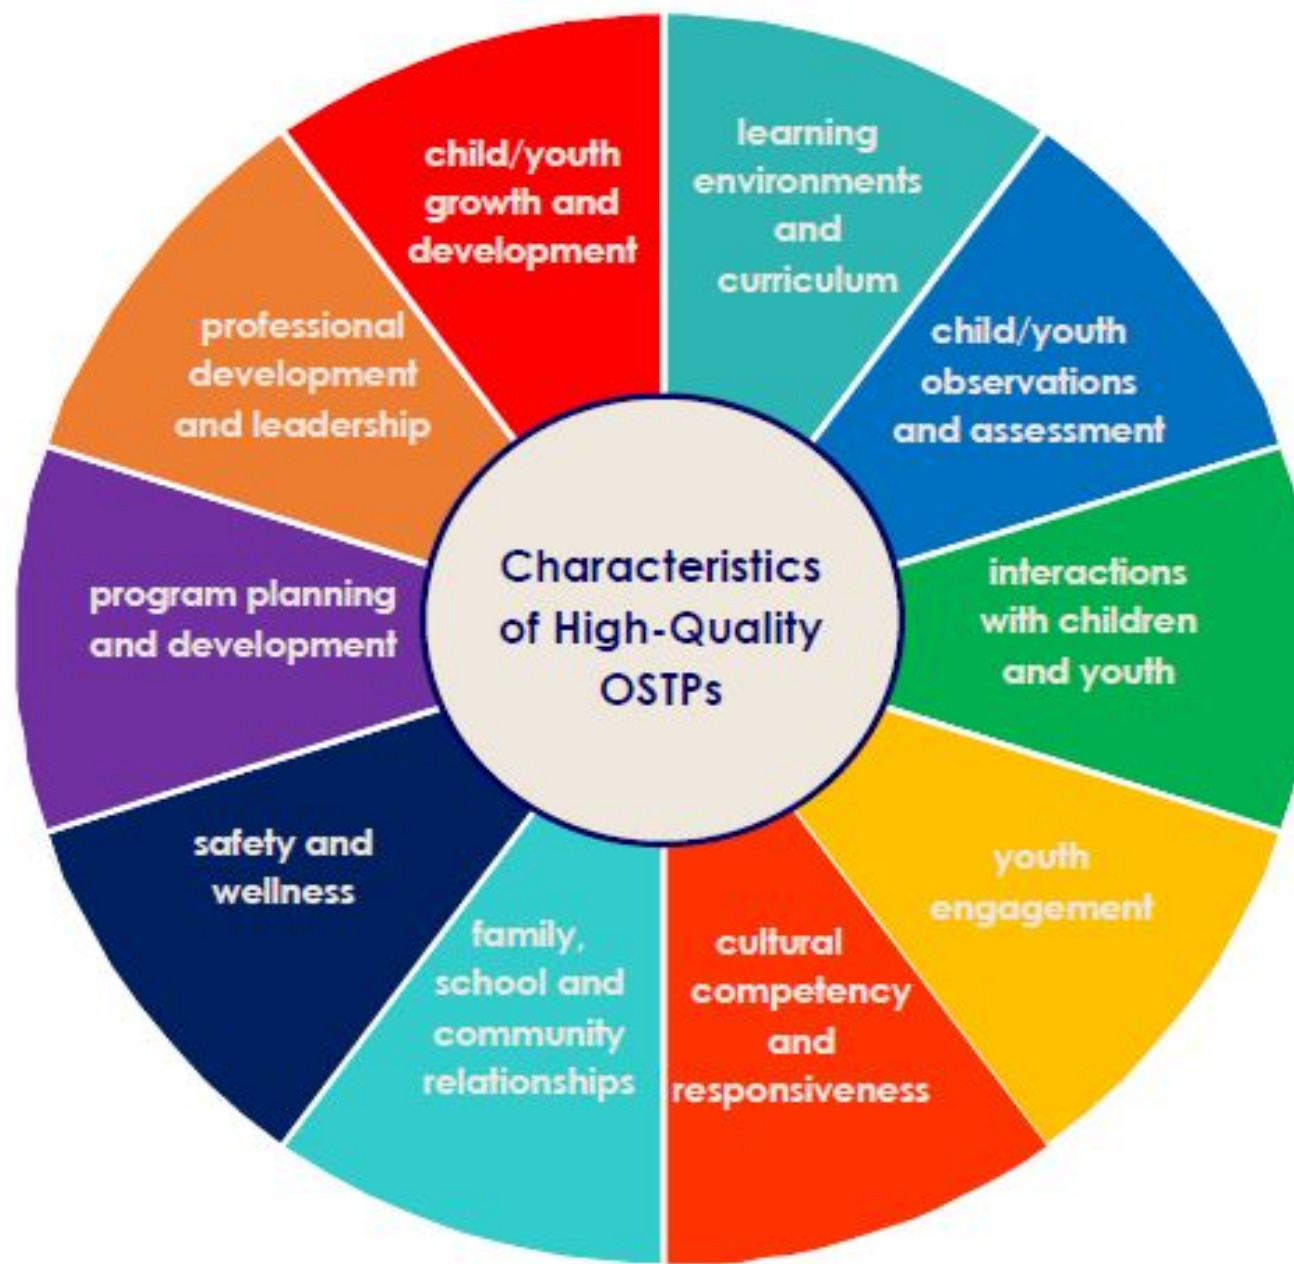 child/youth
growth and
development
learning
environments
and
curriculum
child/youth
observations
and assessment
interactions
with children
and youth
youth
engagement
cultural
competency
and
responsiveness
family,
school and
community
relationships
safety and
wellness
program planning
and development
professional
development
and leadership
Characteristics
of High-Quality
OSTPs